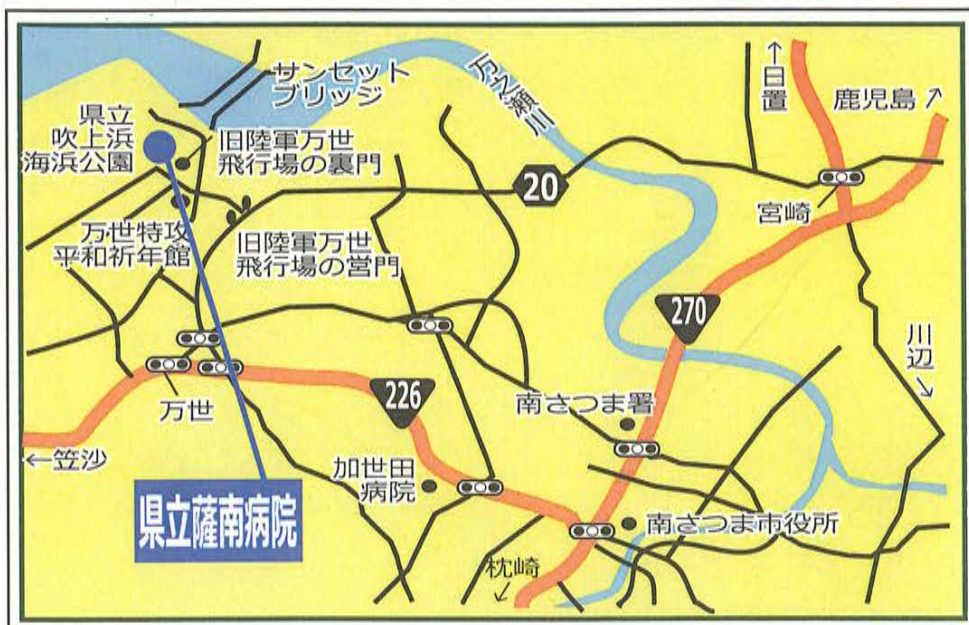 サンセット
ブリッジ
万之瀬川
↑日置
鹿児島↗
県立
吹上浜
海浜公園
旧陸軍万世
飛行場の裏門
20
宮崎
万世特攻
平和祈年館
旧陸軍万世
飛行場の営門
270
川辺↘
万世
226
南さつま署
←笠沙
加世田
病院
県立薩南病院
南さつま市役所
枕崎↙